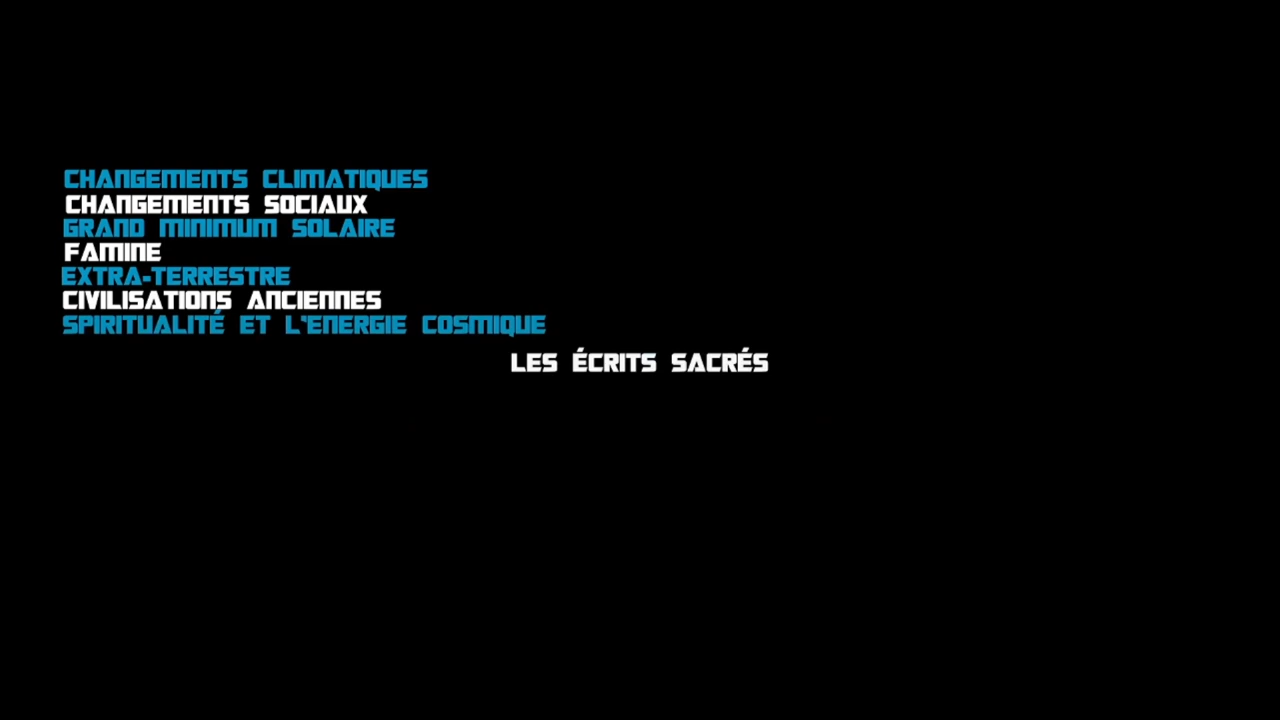 CHANGEMENTS CLIMATIQUES
CHANGEMENTS SOCIAUX
GRAND MINIMUM SOLAIRE
FAMINE
EXTRA-TERRESTRE
CIVILISATIONS ANCIENNES
SPIRITUALITÉ ET L'ENERGIE COSMIQUE
LES ÉCRITS SACRÉS